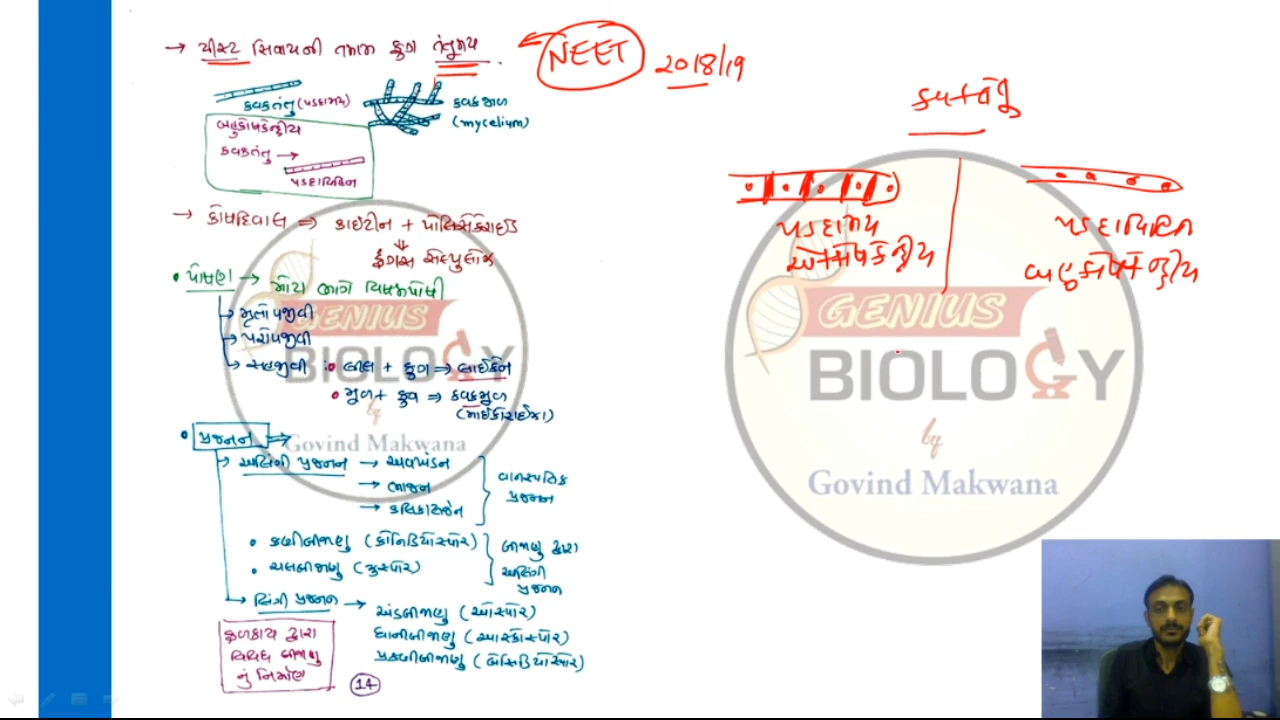 → યીસ્ટ સિવાયની તમામ ફુગ તંતુમય.
NEET 2018/19
કવકતંતુ (પડદામય)
કવકજાળ
(mycelium)
બહુકોષકેન્દ્રીય
કવકતંતુ →
પડદાવિહિન
→ કોષદિવાલ ⇒ કાઇટીન + પોલિસેકેરાઇડ
ફંગસ સેલ્યુલોઝ
• પોષણ → મોટા ભાગે વિષમપોષી
→ મૃતોપજીવી
→ પરોપજીવી
→ સહજીવી : • લીલ + ફુગ ⇒ લાઇકેન
• મુળ + ફુગ ⇒ કવકમુળ
(માઇકોરાઇઝા)
• પ્રજનન ⇒
→ અલિંગી પ્રજનન → અવખંડન
→ ભાજન
→ કલિકાસર્જન
વાનસ્પતિક
પ્રજનન
• કણીબીજાણુ (કોનિડિયોસ્પોર)
• ચલબીજાણુ (ઝુસ્પોર)
બીજાણુ દ્વારા
અલિંગી
પ્રજનન
→ લિંગી પ્રજનન → અંડબીજાણુ (ઓસ્પોર)
ધાનીબીજાણુ (આસ્કોસ્પોર)
પ્રકણીબીજાણુ (બેસિડિયોસ્પોર)
ફળકાય દ્વારા
વિવિધ બીજાણુ
નું નિર્માણ
14
કવકતંતુ
પડદામય
એકકોષકેન્દ્રીય
પડદાવિહિન
બહુકોષકેન્દ્રીય
GENIUS
BIOLOGY
by
Govind Makwana
GENIUS
BIOLOGY
by
Govind Makwana